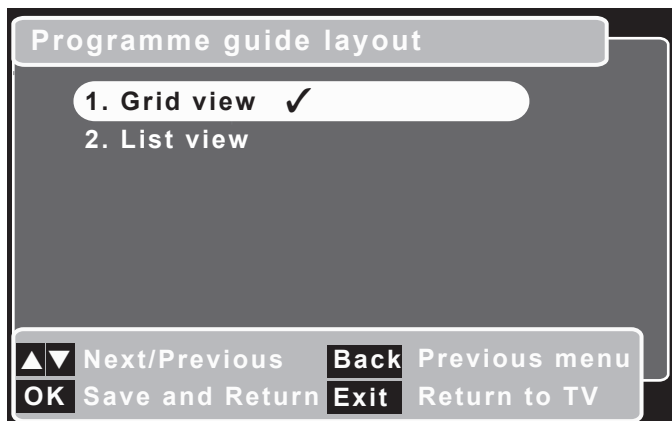 Programme guide layout
1. Grid view ✓
2. List view
▲▼ Next/Previous Back Previous menu
OK Save and Return Exit Return to TV